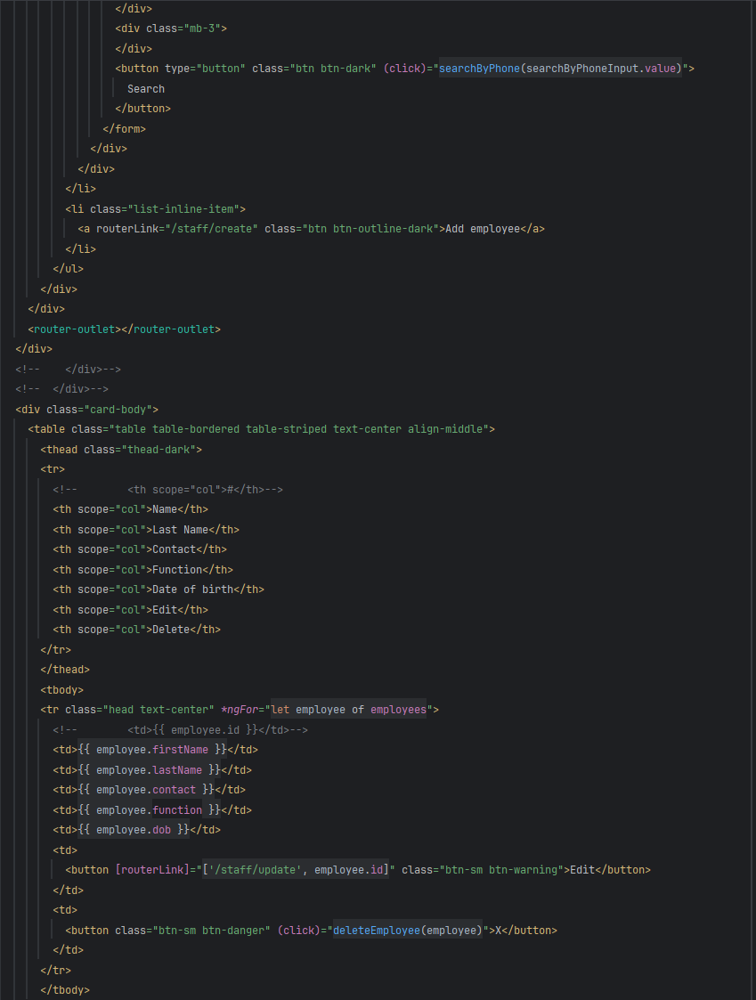 </div>
<div class="mb-3">
</div>
<button type="button" class="btn btn-dark" (click)="searchByPhone(searchByPhoneInput.value)">
Search
</button>
</form>
</div>
</div>
</li>
<li class="list-inline-item">
<a routerLink="/staff/create" class="btn btn-outline-dark">Add employee</a>
</li>
</ul>
</div>
</div>
<router-outlet></router-outlet>
</div>
<!--    </div>-->
<!--  </div>-->
<div class="card-body">
<table class="table table-bordered table-striped text-center align-middle">
<thead class="thead-dark">
<tr>
<!--        <th scope="col">#</th>-->
<th scope="col">Name</th>
<th scope="col">Last Name</th>
<th scope="col">Contact</th>
<th scope="col">Function</th>
<th scope="col">Date of birth</th>
<th scope="col">Edit</th>
<th scope="col">Delete</th>
</tr>
</thead>
<tbody>
<tr class="head text-center" *ngFor="let employee of employees">
<!--        <td>{{ employee.id }}</td>-->
<td>{{ employee.firstName }}</td>
<td>{{ employee.lastName }}</td>
<td>{{ employee.contact }}</td>
<td>{{ employee.function }}</td>
<td>{{ employee.dob }}</td>
<td>
<button [routerLink]="['/staff/update', employee.id]" class="btn-sm btn-warning">Edit</button>
</td>
<td>
<button class="btn-sm btn-danger" (click)="deleteEmployee(employee)">X</button>
</td>
</tr>
</tbody>